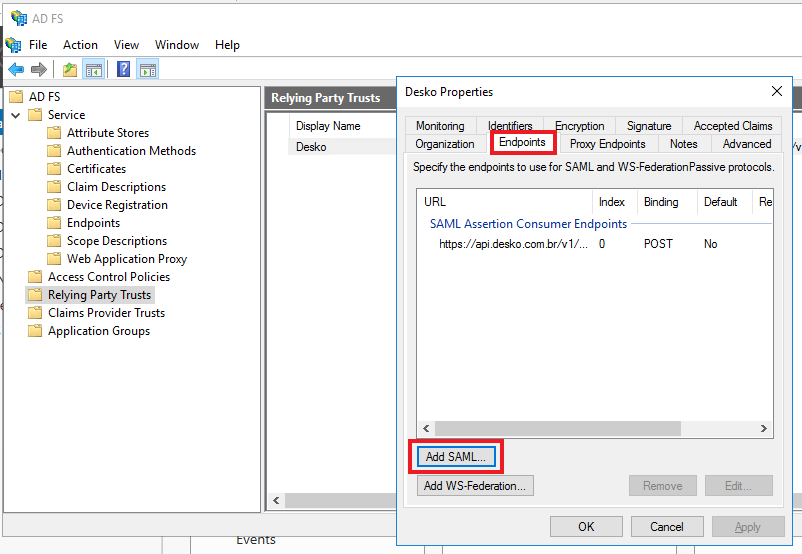 AD FS
File Action View Window Help
AD FS
Service
Attribute Stores
Authentication Methods
Certificates
Claim Descriptions
Device Registration
Endpoints
Scope Descriptions
Web Application Proxy
Access Control Policies
Relying Party Trusts
Claims Provider Trusts
Application Groups
Relying Party Trusts
Display Name
Desko
Desko Properties
Monitoring Identifiers Encryption Signature Accepted Claims
Organization Endpoints Proxy Endpoints Notes Advanced
Specify the endpoints to use for SAML and WS-FederationPassive protocols.
URL Index Binding Default Re
SAML Assertion Consumer Endpoints
https://api.desko.com.br/v1/... 0 POST No
Add SAML...
Add WS-Federation... Remove Edit...
OK Cancel Apply
Events